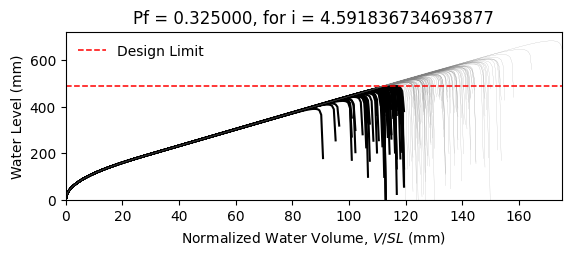 Pf = 0.325000, for i = 4.591836734693877
Water Level (mm)
600
400
200
0
Design Limit
0 20 40 60 80 100 120 140 160
Normalized Water Volume, V/SL (mm)